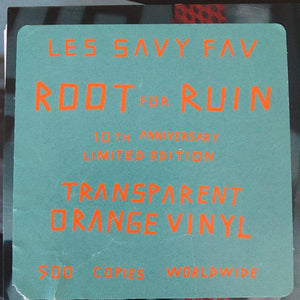 LES SAVY FAV
ROOT FOR RUIN
10TH ANNIVERSARY
LIMITED EDITION
TRANSPARENT
ORANGE VINYL
500 COPIES WORLDWIDE